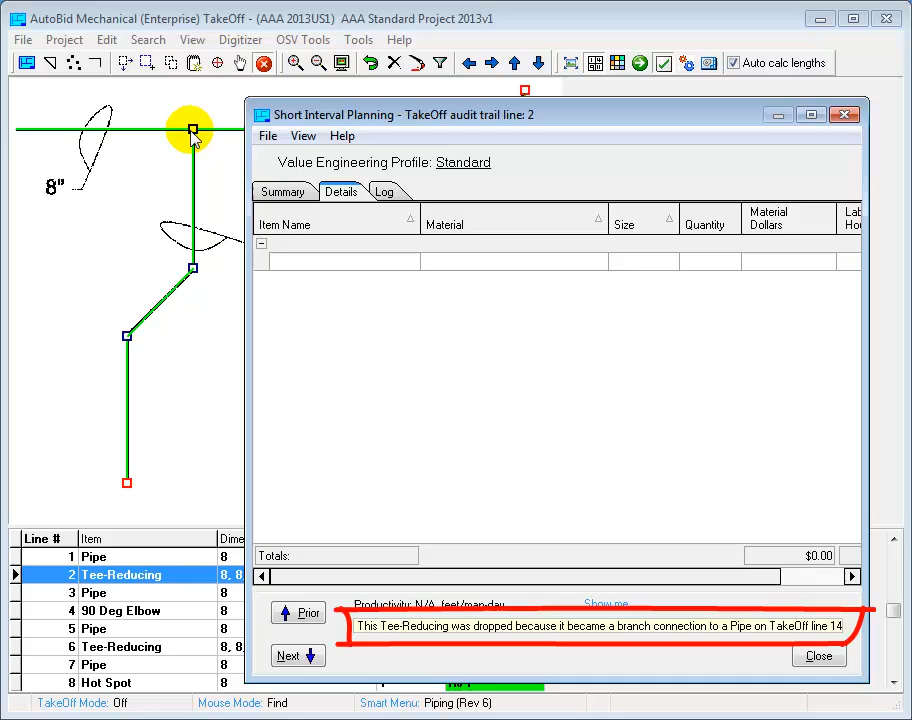 AutoBid Mechanical (Enterprise) TakeOff - (AAA 2013US1) AAA Standard Project 2013v1
File Project Edit Search View Digitizer OSV Tools Tools Help
Auto calc lengths
8"
Short Interval Planning - TakeOff audit trail line: 2
File View Help
Value Engineering Profile: Standard
Summary Details Log
Item Name Material Size Quantity Material Dollars Lab Hou
Totals: $0.00
Productivity: N/A feet/man-day Show me
Prior
This Tee-Reducing was dropped because it became a branch connection to a Pipe on TakeOff line 14
Next
Close
Line # Item Dime
1 Pipe 8
2 Tee-Reducing 8, 8,
3 Pipe 8
4 90 Deg Elbow 8
5 Pipe 8
6 Tee-Reducing 8, 8,
7 Pipe 8
8 Hot Spot 8
TakeOff Mode: Off Mouse Mode: Find Smart Menu: Piping (Rev 6)